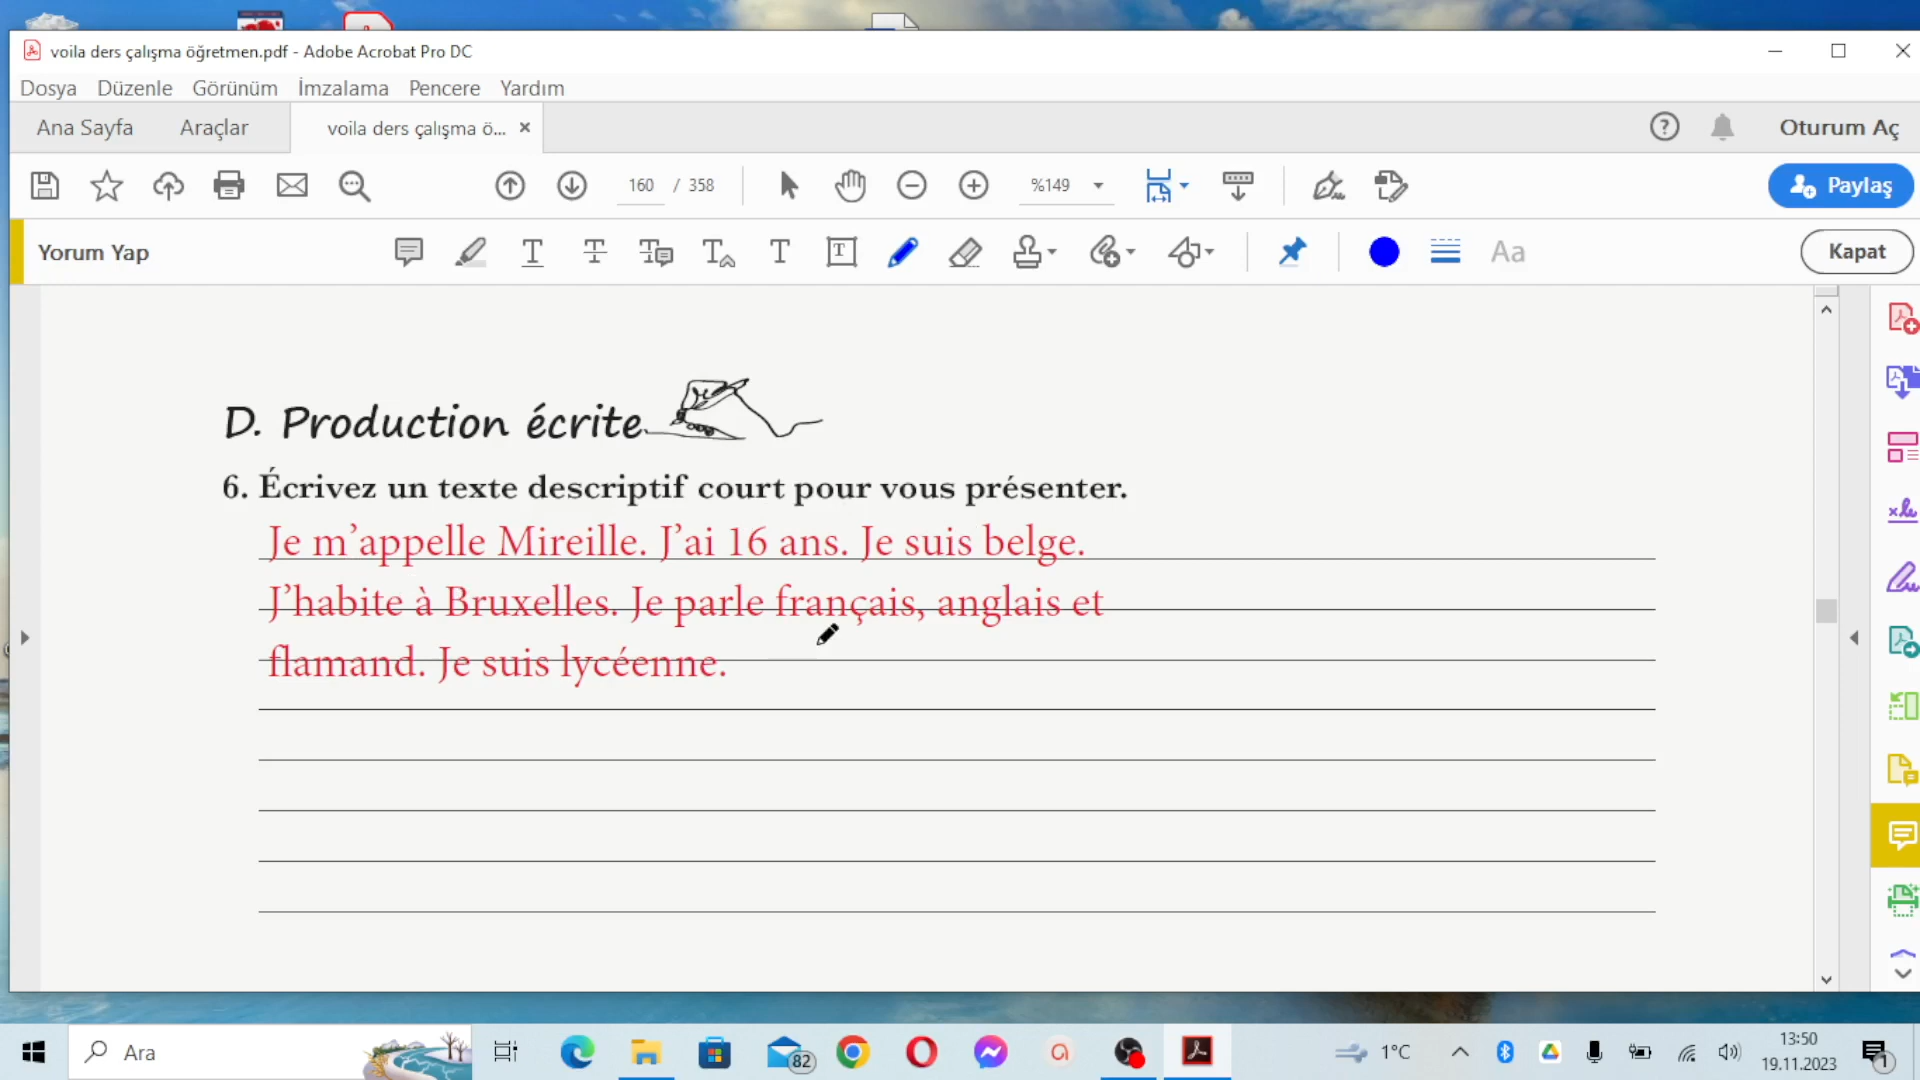 voila ders çalışma öğretmen.pdf - Adobe Acrobat Pro DC
Dosya Düzenle Görünüm İmzalama Pencere Yardım
Ana Sayfa Araçlar voila ders çalışma ö... Oturum Aç
160 / 358 %149 Paylaş
Yorum Yap Aa Kapat
D. Production écrite
6. Écrivez un texte descriptif court pour vous présenter.
Je m’appelle Mireille. J’ai 16 ans. Je suis belge.
J’habite à Bruxelles. Je parle français, anglais et
flamand. Je suis lycéenne.
Ara 82 1°C 13:50
19.11.2023 1